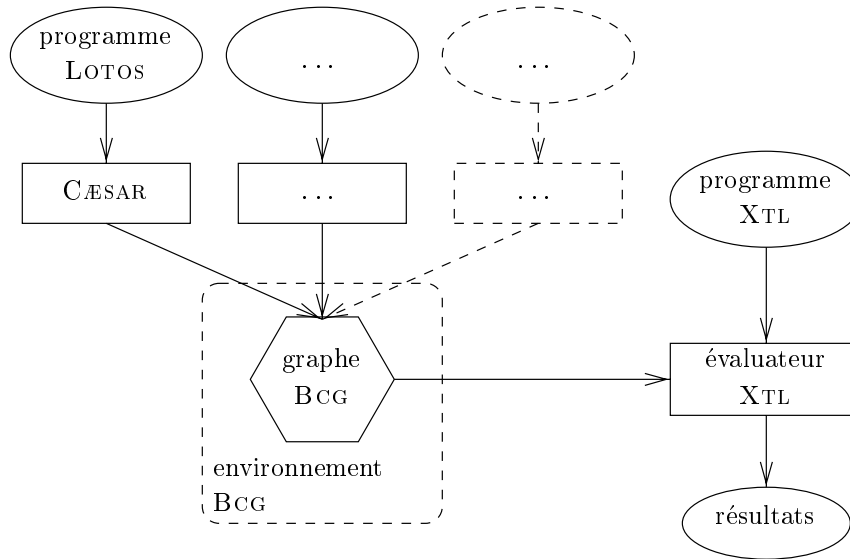 programme
LOTOS
...
...
CÆSAR
...
...
programme
XTL
graphe
BCG
évaluateur
XTL
environnement
BCG
résultats